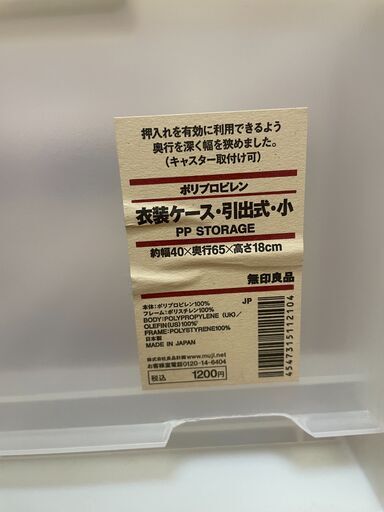 押入れを有効に利用できるよう
奥行を深く幅を狭めました。
(キャスター取付け可)
ポリプロピレン
衣装ケース・引出式・小
PP STORAGE
約幅40×奥行65×高さ18cm
無印良品
本体:ポリプロピレン100%
フレーム:ポリスチレン100%
BODY:POLYPROPYLENE (UK)/
OLEFIN(US)100%
FRAME:POLYSTYRENE100%
日本製
MADE IN JAPAN
株式会社良品計画 www.muji.net
お客様室電話0120-14-6404
税込 1200円
JP
4547315112104